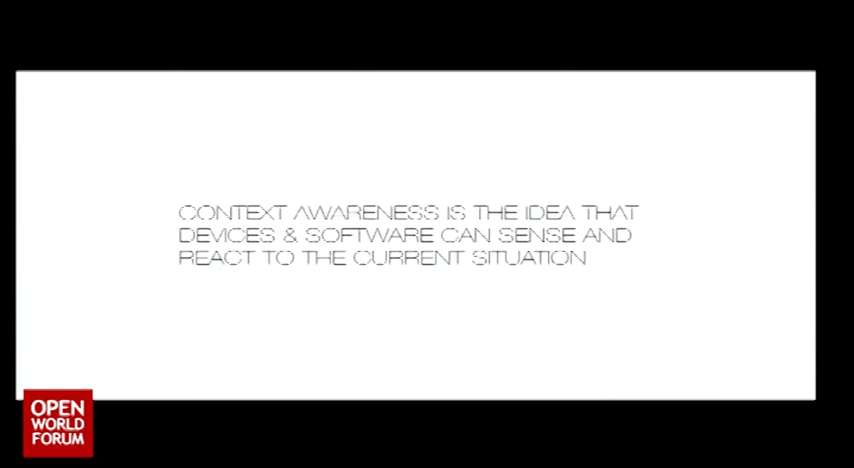 CONTEXT AWARENESS IS THE IDEA THAT
DEVICES & SOFTWARE CAN SENSE AND
REACT TO THE CURRENT SITUATION
OPEN
WORLD
FORUM